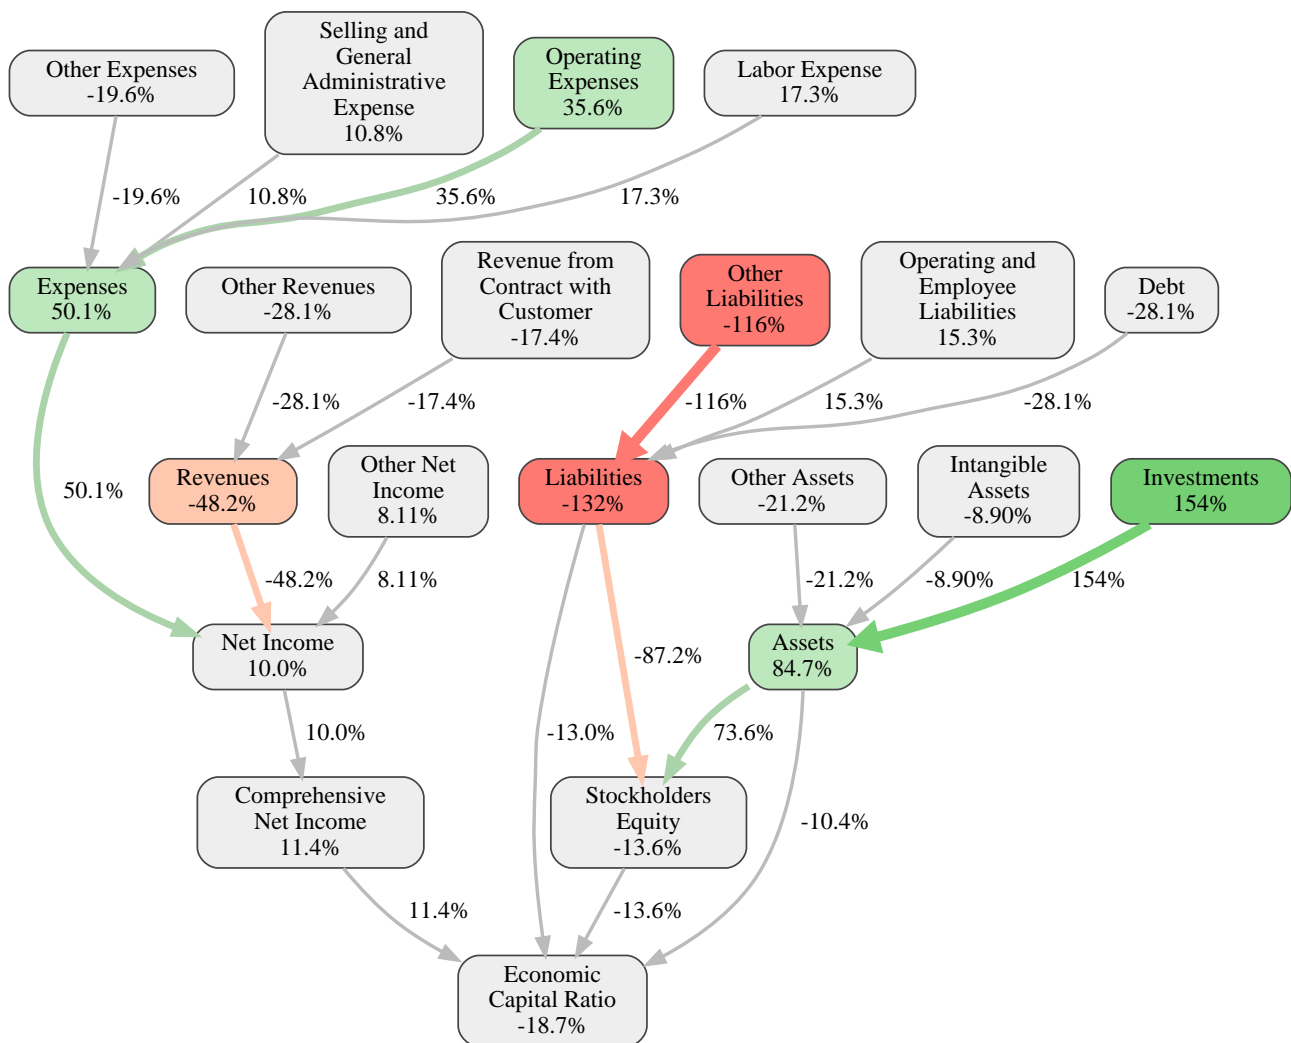 Other Expenses
-19.6%
Selling and
General
Administrative
Expense
10.8%
Operating
Expenses
35.6%
Labor Expense
17.3%
-19.6%
10.8%
35.6%
17.3%
Expenses
50.1%
Other Revenues
-28.1%
Revenue from
Contract with
Customer
-17.4%
Other
Liabilities
-116%
Operating and
Employee
Liabilities
15.3%
Debt
-28.1%
-28.1%
-17.4%
-116%
15.3%
-28.1%
50.1%
Revenues
-48.2%
Other Net
Income
8.11%
Liabilities
-132%
Other Assets
-21.2%
Intangible
Assets
-8.90%
Investments
154%
-48.2%
8.11%
-21.2%
-8.90%
154%
Net Income
10.0%
-87.2%
Assets
84.7%
10.0%
-13.0%
73.6%
Comprehensive
Net Income
11.4%
Stockholders
Equity
-13.6%
-10.4%
11.4%
-13.6%
Economic
Capital Ratio
-18.7%